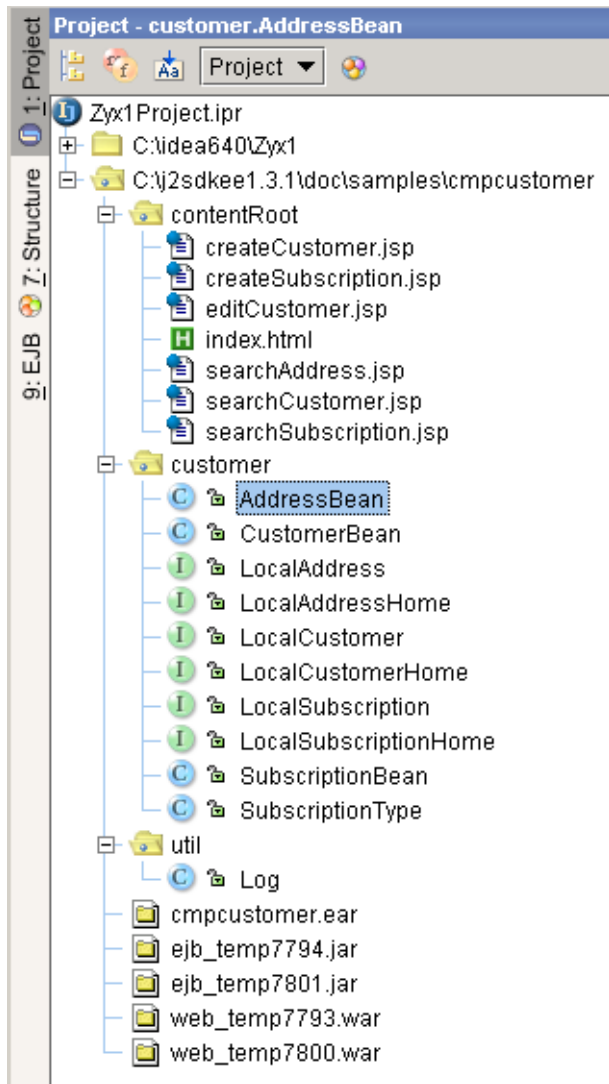 Project - customer.AddressBean
1: Project
7: Structure
9: EJB
Aa
Project
Zyx1Project.ipr
C:\idea640\Zyx1
C:\j2sdkee1.3.1\doc\samples\cmpcustomer
contentRoot
createCustomer.jsp
createSubscription.jsp
editCustomer.jsp
H index.html
searchAddress.jsp
searchCustomer.jsp
searchSubscription.jsp
customer
C AddressBean
C CustomerBean
I LocalAddress
I LocalAddressHome
I LocalCustomer
I LocalCustomerHome
I LocalSubscription
I LocalSubscriptionHome
C SubscriptionBean
C SubscriptionType
util
C Log
cmpcustomer.ear
ejb_temp7794.jar
ejb_temp7801.jar
web_temp7793.war
web_temp7800.war